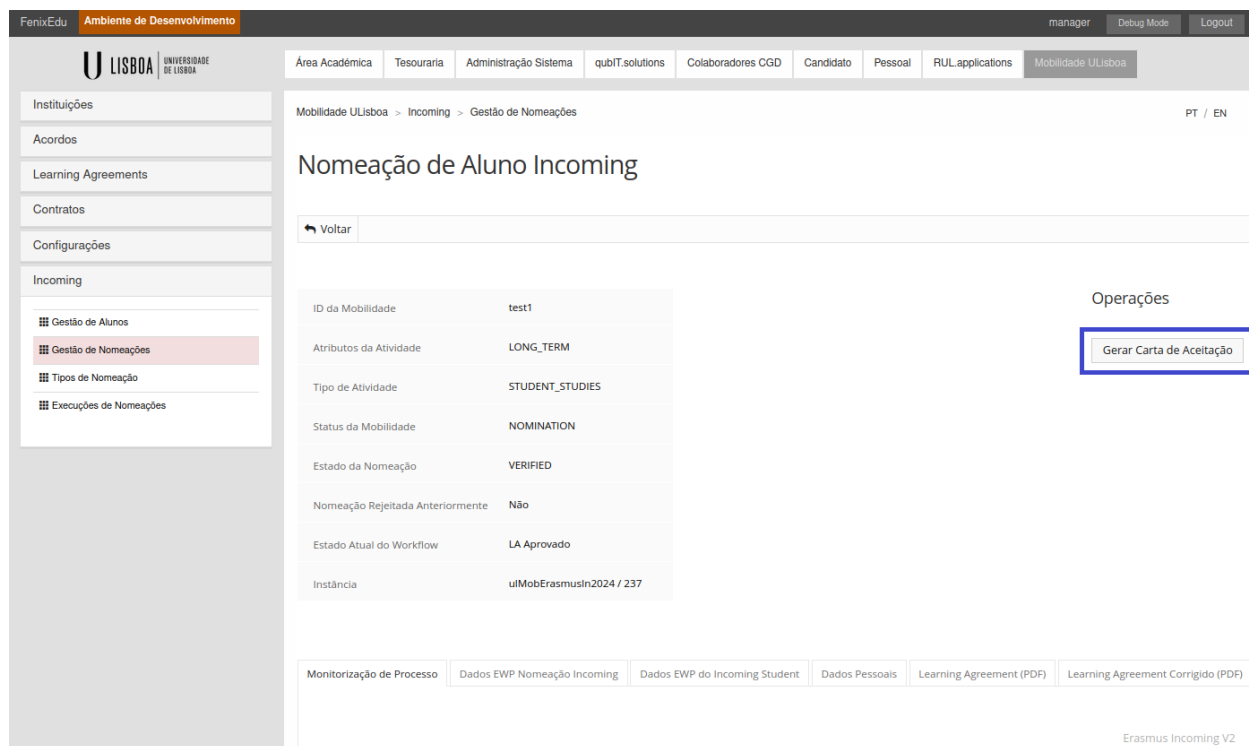 FenixEdu Ambiente de Desenvolvimento manager Debug Mode Logout
LISBOA UNIVERSIDADE DE LISBOA
Área Académica Tesouraria Administração Sistema qubIT.solutions Colaboradores CGD Candidato Pessoal RUL.applications Mobilidade ULisboa
Instituições
Acordos
Learning Agreements
Contratos
Configurações
Incoming
Gestão de Alunos
Gestão de Nomeações
Tipos de Nomeação
Execuções de Nomeações
Mobilidade ULisboa > Incoming > Gestão de Nomeações PT / EN
Nomeação de Aluno Incoming
Voltar
ID da Mobilidade test1
Atributos da Atividade LONG_TERM
Tipo de Atividade STUDENT_STUDIES
Status da Mobilidade NOMINATION
Estado da Nomeação VERIFIED
Nomeação Rejeitada Anteriormente Não
Estado Atual do Workflow LA Aprovado
Instância ulMobErasmusIn2024 / 237
Operações
Gerar Carta de Aceitação
Monitorização de Processo Dados EWP Nomeação Incoming Dados EWP do Incoming Student Dados Pessoais Learning Agreement (PDF) Learning Agreement Corrigido (PDF)
Erasmus Incoming V2